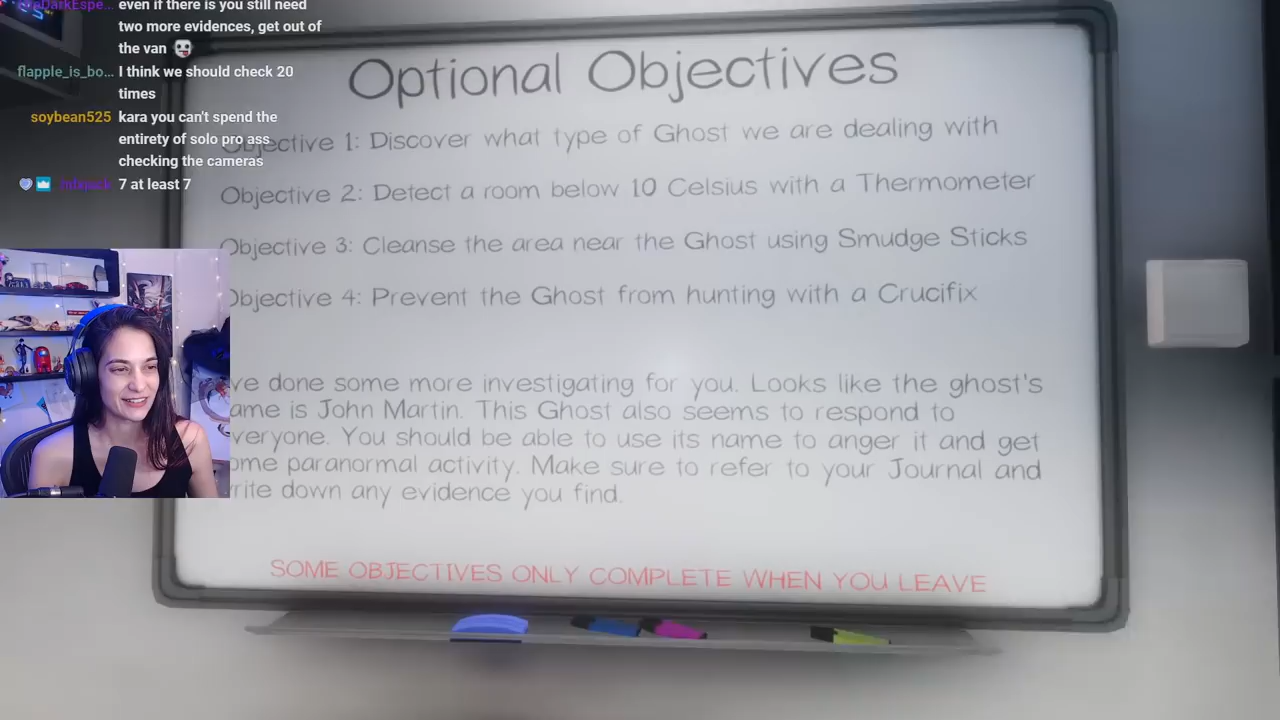 even if there is you still need
two more evidences, get out of
the van
flapple_is_bo... I think we should check 20
times
soybean525 kara you can't spend the
entirety of solo pro ass
checking the cameras
7 at least 7
Optional Objectives
Objective 1: Discover what type of Ghost we are dealing with
Objective 2: Detect a room below 10 Celsius with a Thermometer
Objective 3: Cleanse the area near the Ghost using Smudge Sticks
Objective 4: Prevent the Ghost from hunting with a Crucifix
ve done some more investigating for you. Looks like the ghost's
ame is John Martin. This Ghost also seems to respond to
veryone. You should be able to use its name to anger it and get
ome paranormal activity. Make sure to refer to your Journal and
rite down any evidence you find.
SOME OBJECTIVES ONLY COMPLETE WHEN YOU LEAVE